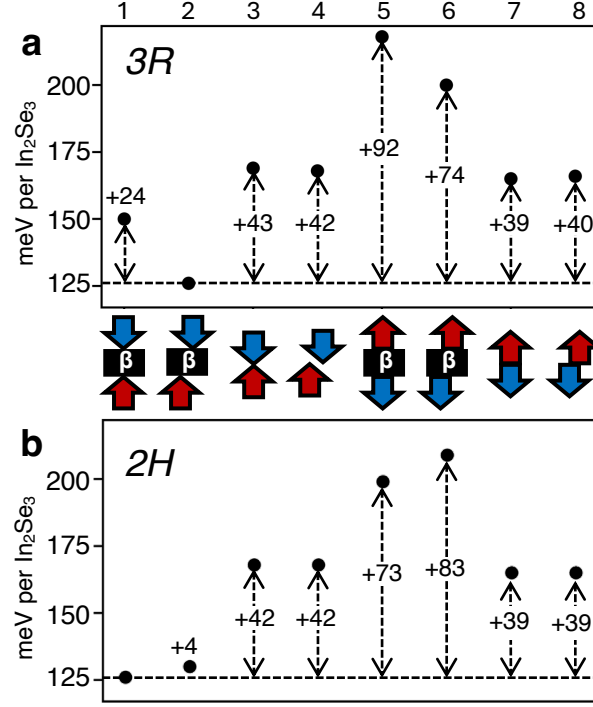 1 2 3 4 5 6 7 8
a
3R
meV per In₂Se₃
200
175
150
125
+24
+43
+42
+92
+74
+39
+40
β β β β
b
2H
meV per In₂Se₃
200
175
150
125
+4
+42
+42
+73
+83
+39
+39